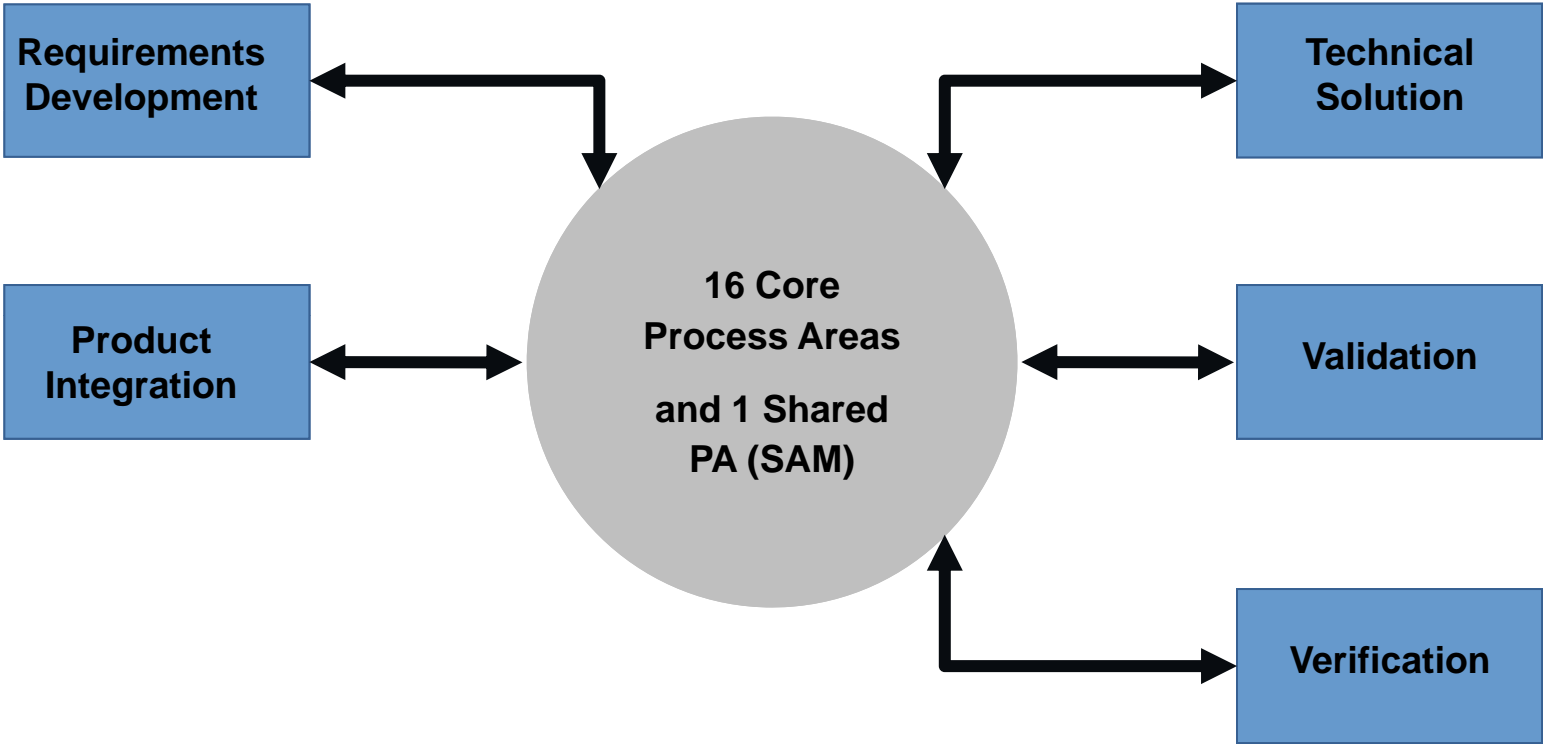 Requirements
Development
Technical
Solution
16 Core
Process Areas
and 1 Shared
PA (SAM)
Product
Integration
Validation
Verification